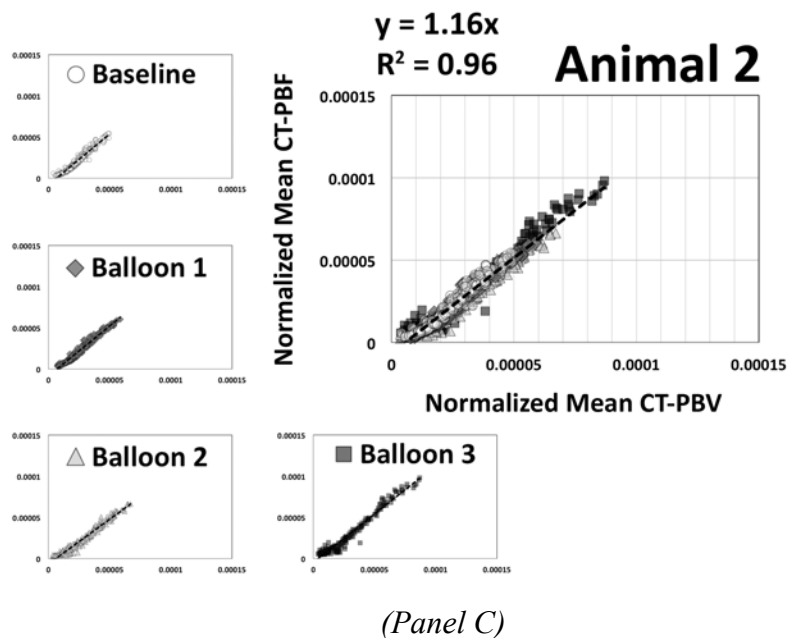 Baseline
0.00015
0.0001
0.00005
0
0 0.00005 0.0001 0.00015
Balloon 1
0.00015
0.0001
0.00005
0
0 0.00005 0.0001 0.00015
Balloon 2
0.00015
0.0001
0.00005
0
0 0.00005 0.0001 0.00015
y = 1.16x
R² = 0.96
Animal 2
Normalized Mean CT-PBF
0.00015
0.0001
0.00005
0
0 0.00005 0.0001 0.00015
Normalized Mean CT-PBV
Balloon 3
0.00015
0.0001
0.00005
0
0 0.00005 0.0001 0.00015
(Panel C)